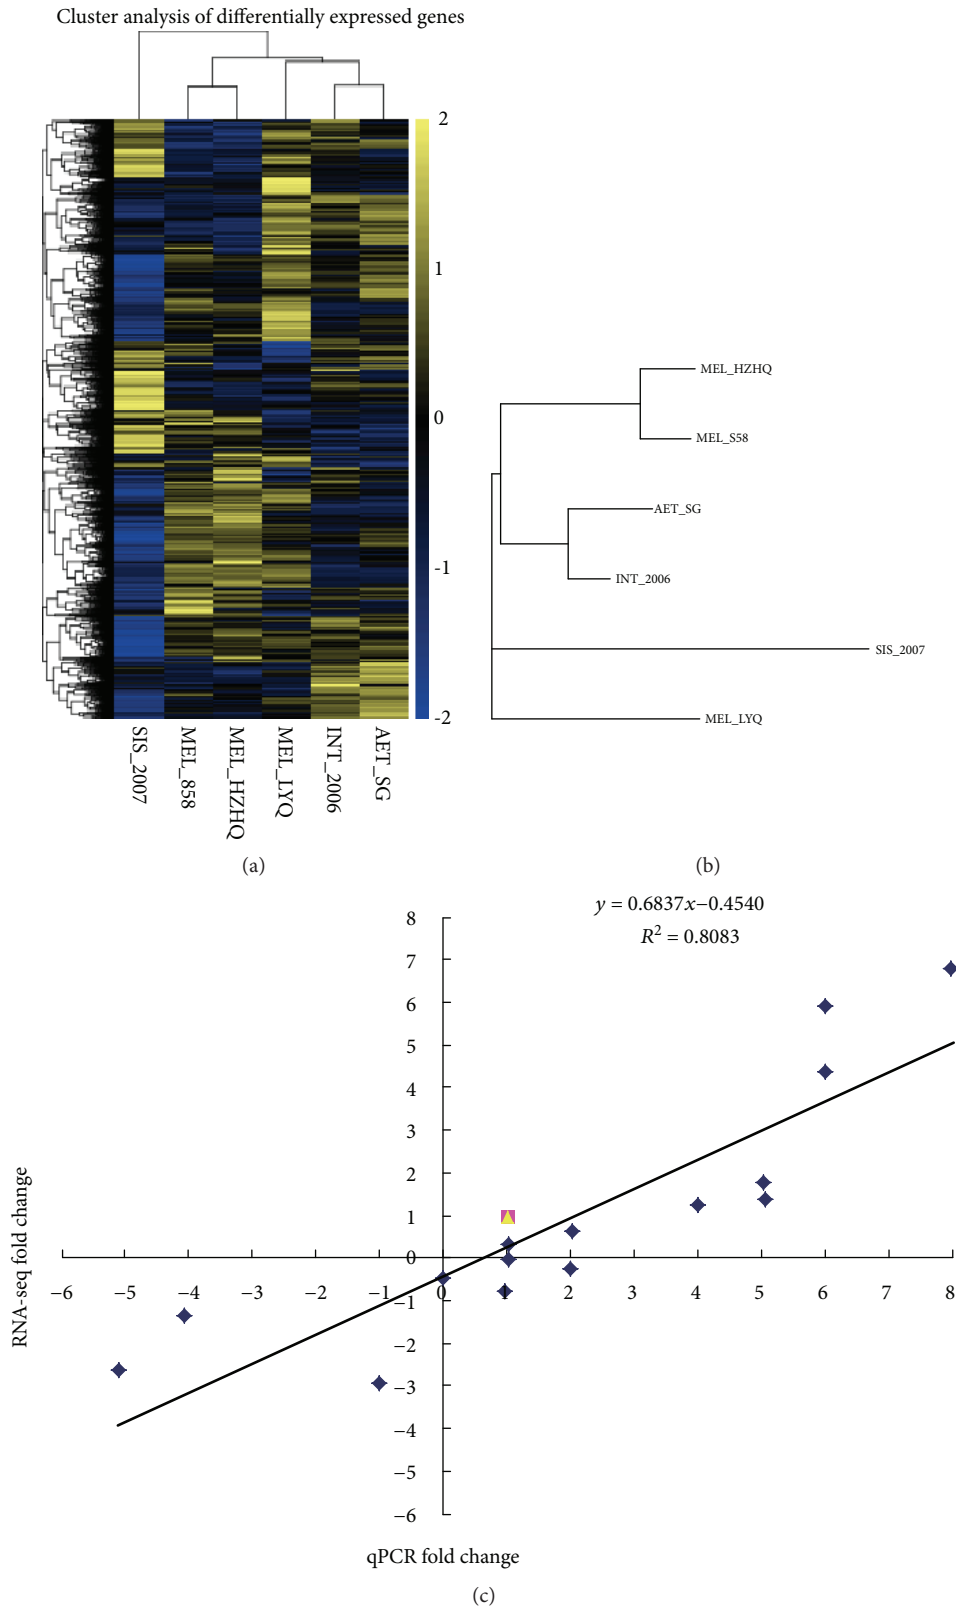 Cluster analysis of differentially expressed genes
2
1
0
-1
-2
SIS_2007
MEL_858
MEL_HZHQ
MEL_LYQ
INT_2006
AET_SG
(a)
MEL_HZHQ
MEL_S58
AET_SG
INT_2006
SIS_2007
MEL_LYQ
(b)
y = 0.6837x−0.4540
R² = 0.8083
8
7
6
5
4
3
2
1
0
−1
−2
−3
−4
−5
−6
−6 −5 −4 −3 −2 −1 0 1 2 3 4 5 6 7 8
RNA-seq fold change
qPCR fold change
(c)